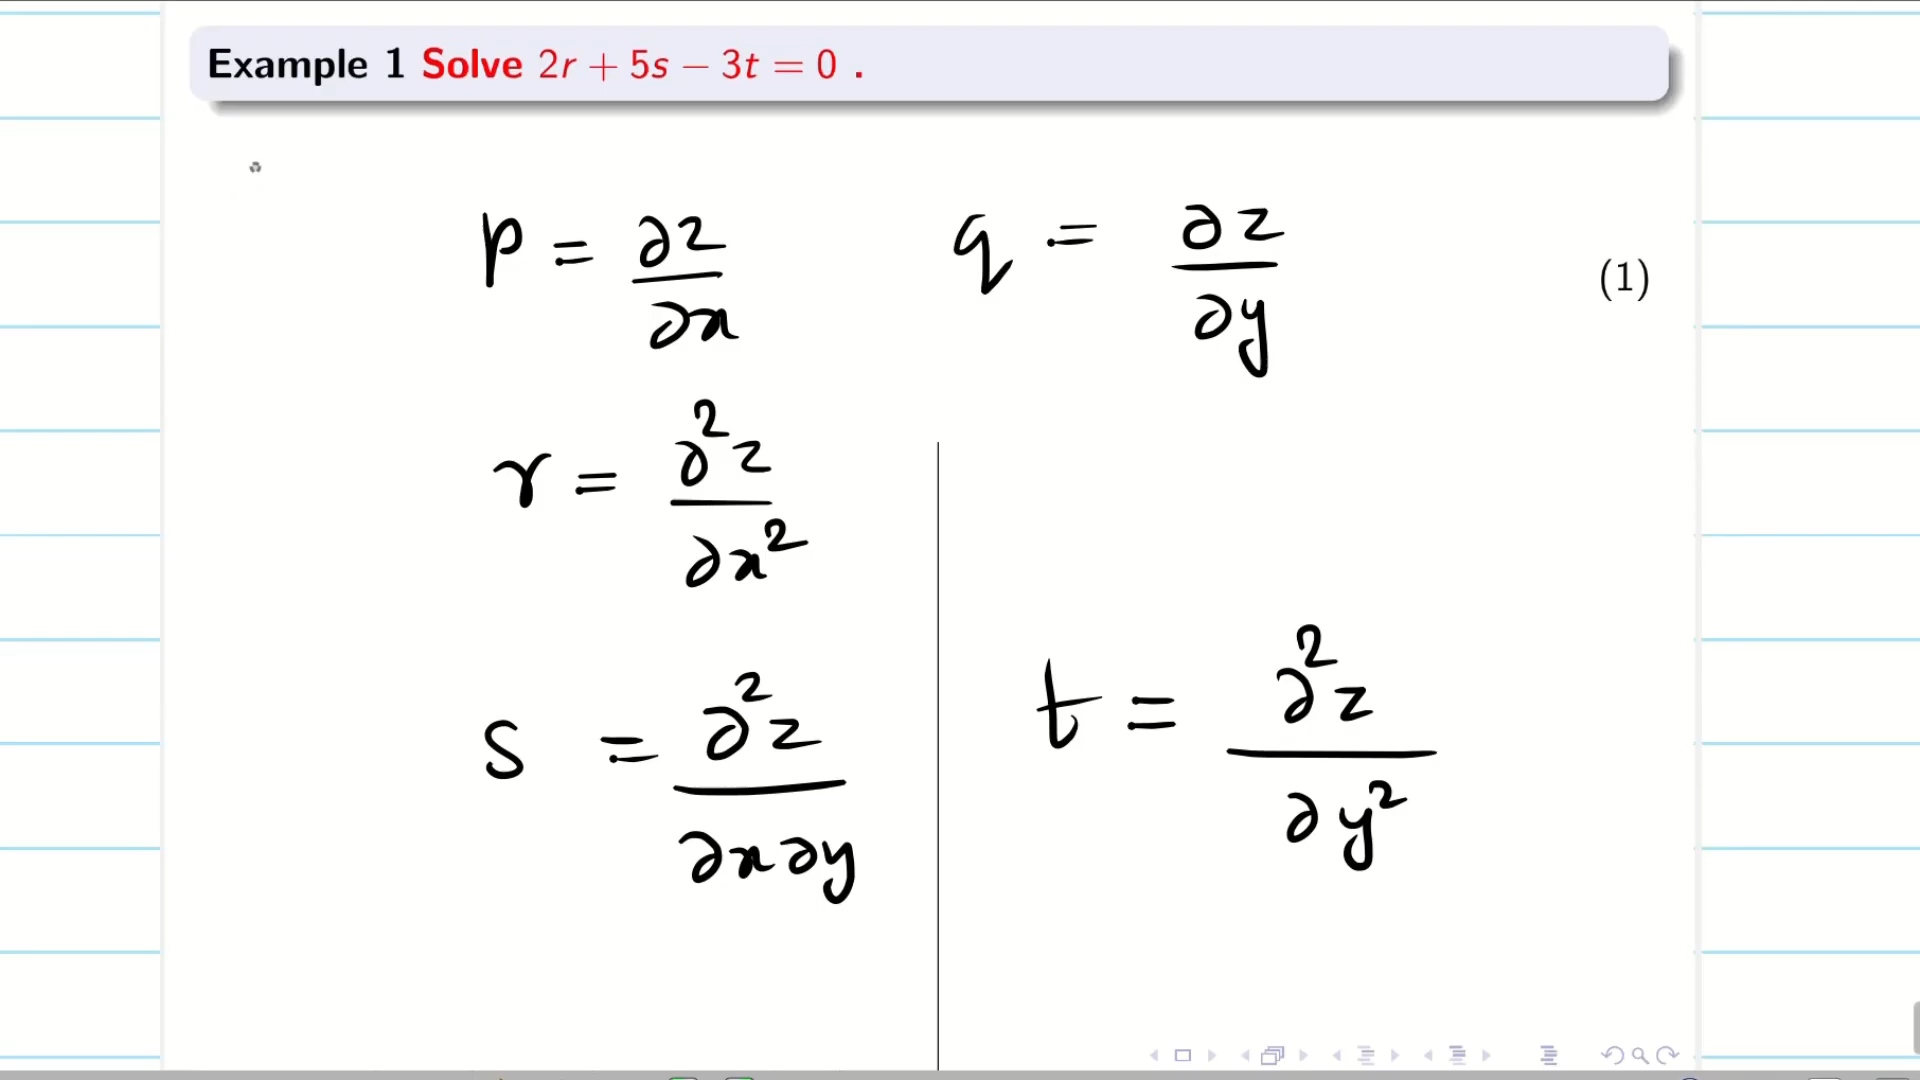 Example 1 Solve 2r + 5s − 3t = 0 .
p = ∂z/∂x q = ∂z/∂y (1)
r = ∂²z/∂x²
s = ∂²z/∂x∂y t = ∂²z/∂y²